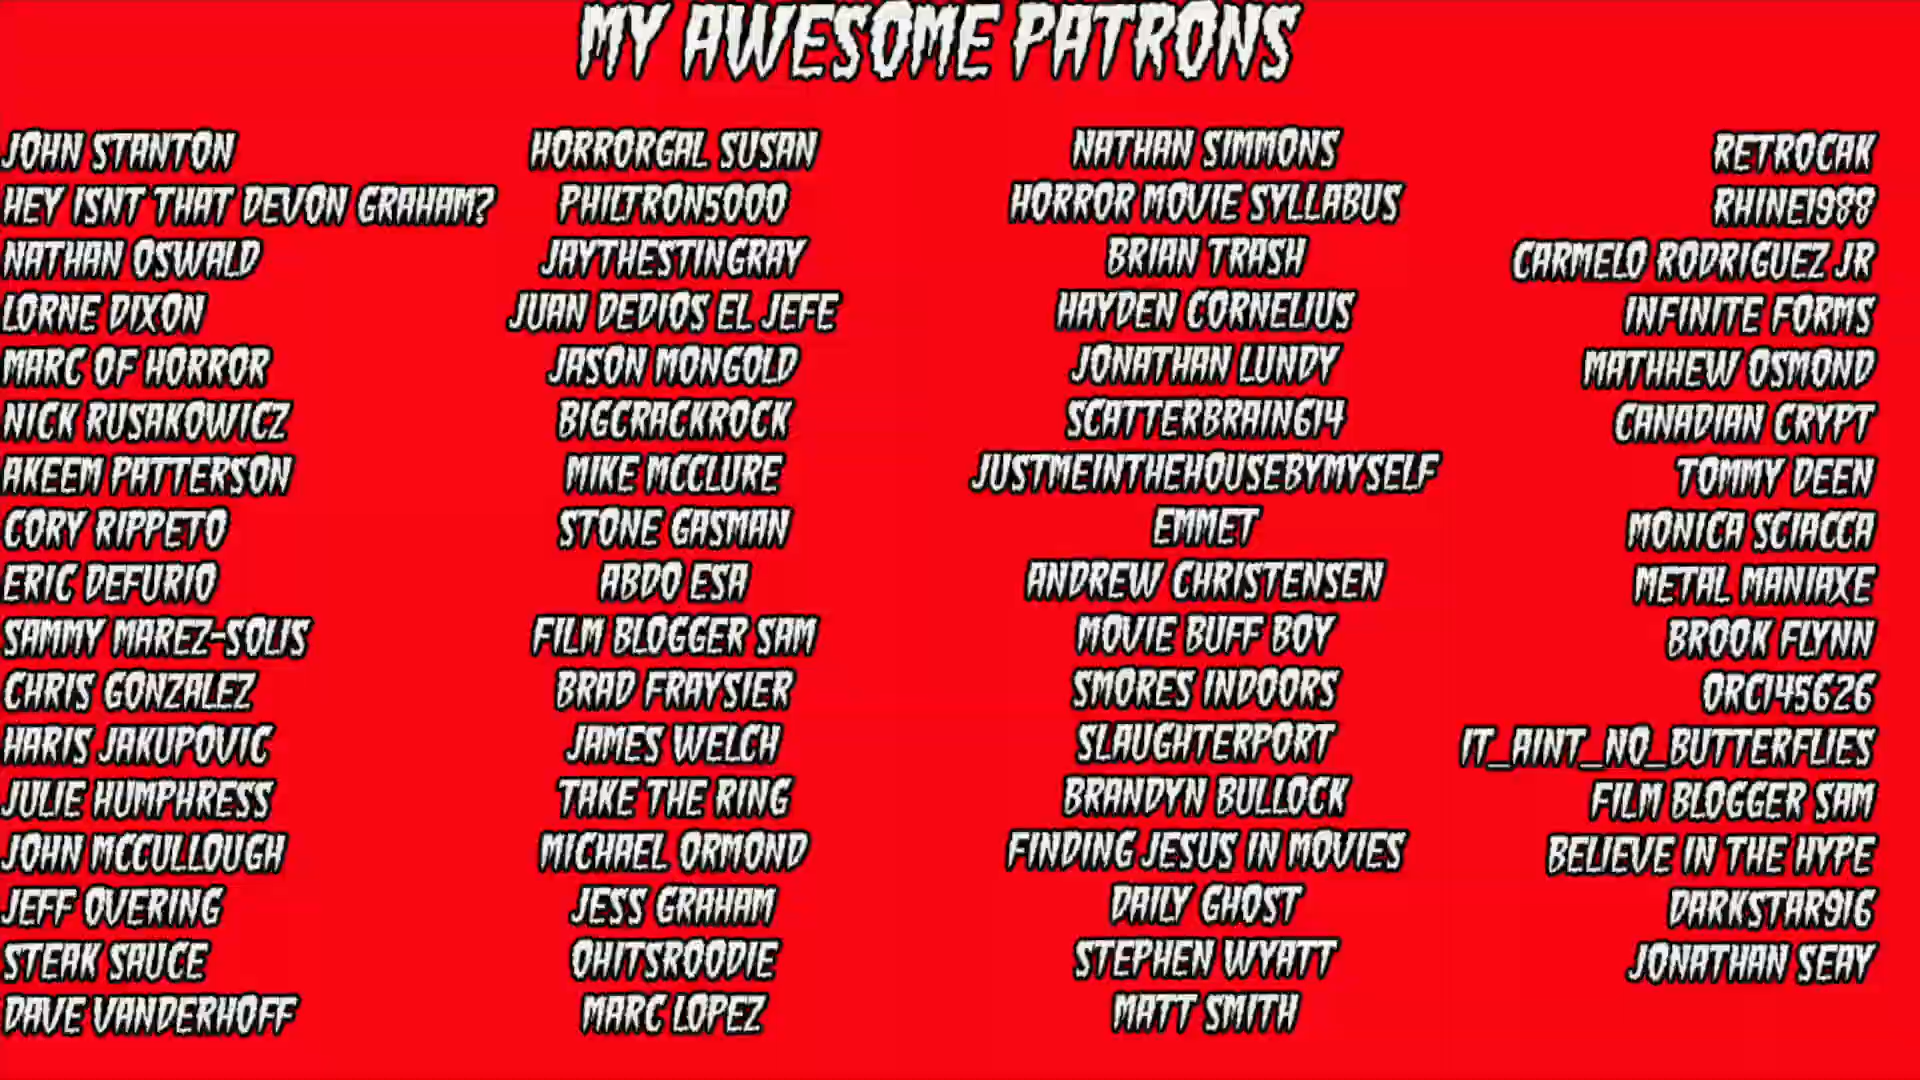 MY AWESOME PATRONS
JOHN STANTON
HEY ISNT THAT DEVON GRAHAM?
NATHAN OSWALD
LORNE DIXON
MARC OF HORROR
NICK RUSAKOWICZ
AKEEM PATTERSON
CORY RIPPETO
ERIC DEFURIO
SAMMY MAREZ-SOLIS
CHRIS GONZALEZ
HARIS JAKUPOVIC
JULIE HUMPHRESS
JOHN MCCULLOUGH
JEFF OVERING
STEAK SAUCE
DAVE VANDERHOFF
HORRORGAL SUSAN
PHILTRON5000
JAYTHESTINGRAY
JUAN DEDIOS EL JEFE
JASON MONGOLD
BIGCRACKROCK
MIKE MCCLURE
STONE GASMAN
ABDO ESA
FILM BLOGGER SAM
BRAD FRAYSIER
JAMES WELCH
TAKE THE RING
MICHAEL ORMOND
JESS GRAHAM
OHITSROODIE
MARC LOPEZ
NATHAN SIMMONS
HORROR MOVIE SYLLABUS
BRIAN TRASH
HAYDEN CORNELIUS
JONATHAN LUNDY
SCATTERBRAIN614
JUSTMEINTHEHOUSEBYMYSELF
EMMET
ANDREW CHRISTENSEN
MOVIE BUFF BOY
SMORES INDOORS
SLAUGHTERPORT
BRANDYN BULLOCK
FINDING JESUS IN MOVIES
DAILY GHOST
STEPHEN WYATT
MATT SMITH
RETROCAK
RHINE1988
CARMELO RODRIGUEZ JR
INFINITE FORMS
MATHHEW OSMOND
CANADIAN CRYPT
TOMMY DEEN
MONICA SCIACCA
METAL MANIAXE
BROOK FLYNN
ORC145626
IT_AINT_NO_BUTTERFLIES
FILM BLOGGER SAM
BELIEVE IN THE HYPE
DARKSTAR916
JONATHAN SEAY